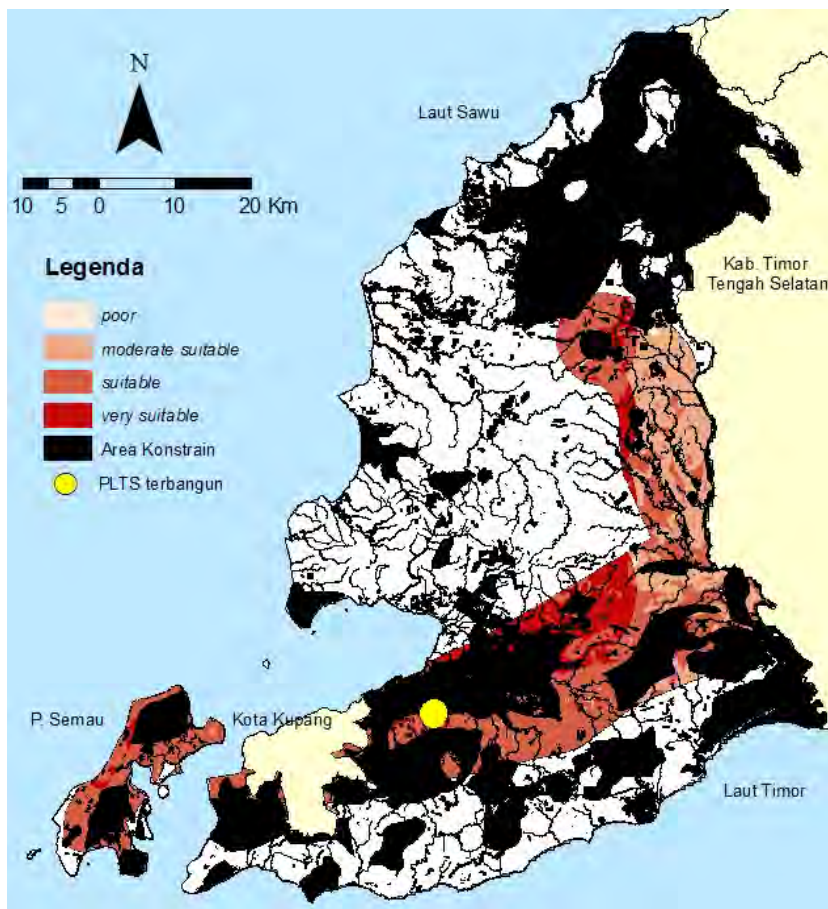 N
10 5 0 10 20 Km
Laut Sawu
Legenda
poor
moderate suitable
suitable
very suitable
Area Konstrain
PLTS terbangun
Kab. Timor
Tengah Selatan
P. Semau
Kota Kupang
Laut Timor